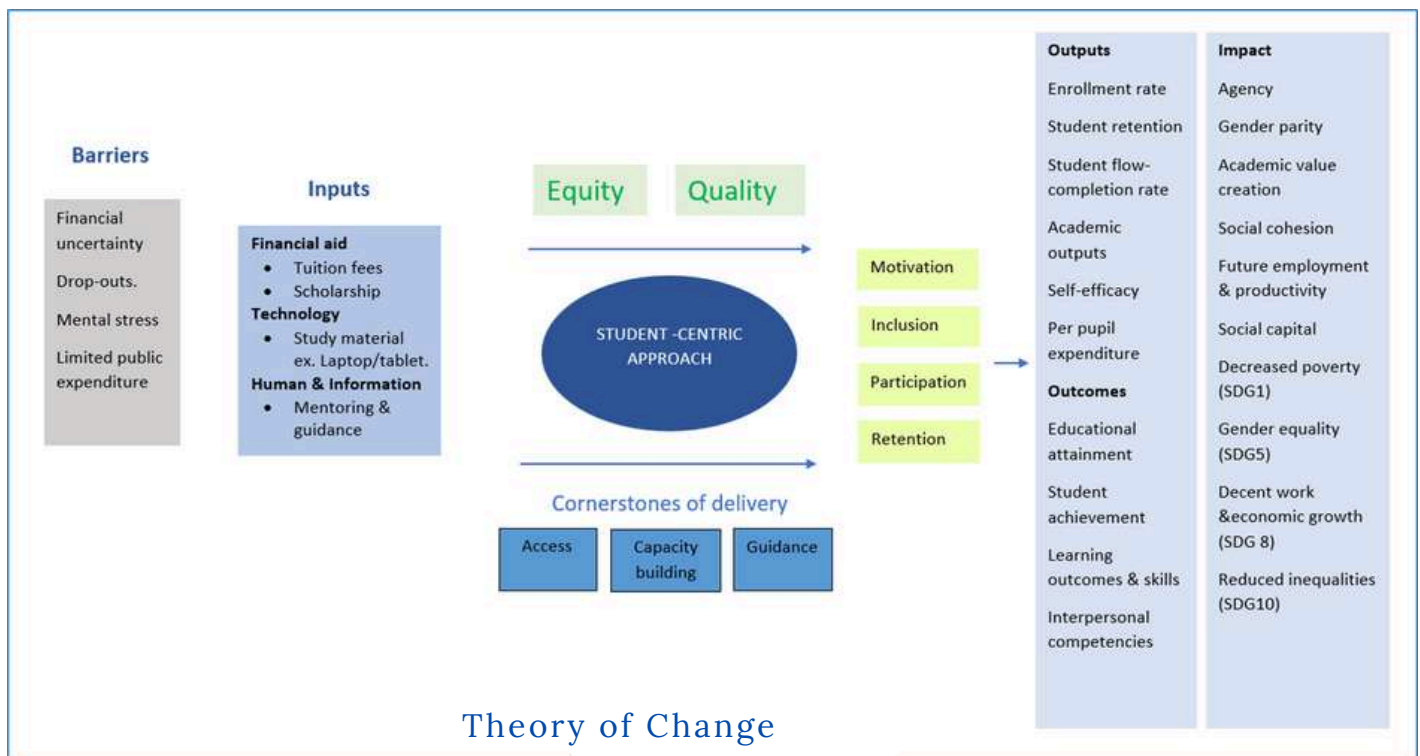 Barriers
Financial
uncertainty
Drop-outs.
Mental stress
Limited public
expenditure
Inputs
Financial aid
• Tuition fees
• Scholarship
Technology
• Study material
ex. Laptop/tablet.
Human & Information
• Mentoring &
guidance
Equity
Quality
STUDENT -CENTRIC
APPROACH
Cornerstones of delivery
Access
Capacity
building
Guidance
Motivation
Inclusion
Participation
Retention
Outputs
Enrollment rate
Student retention
Student flow-
completion rate
Academic
outputs
Self-efficacy
Per pupil
expenditure
Outcomes
Educational
attainment
Student
achievement
Learning
outcomes & skills
Interpersonal
competencies
Impact
Agency
Gender parity
Academic value
creation
Social cohesion
Future employment
& productivity
Social capital
Decreased poverty
(SDG1)
Gender equality
(SDG5)
Decent work
&economic growth
(SDG 8)
Reduced inequalities
(SDG10)
Theory of Change